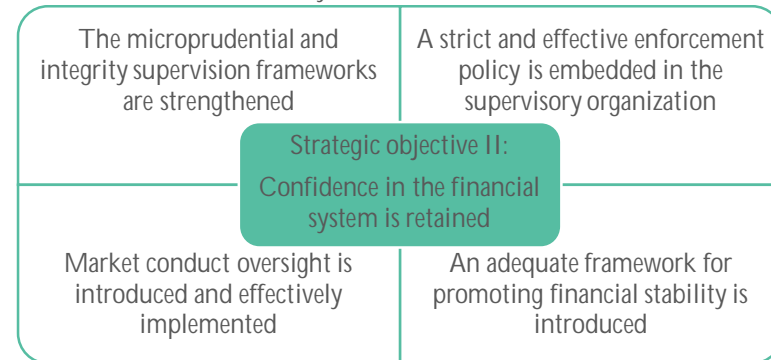 The microprudential and
integrity supervision frameworks
are strengthened
A strict and effective enforcement
policy is embedded in the
supervisory organization
Strategic objective II:
Confidence in the financial
system is retained
Market conduct oversight is
introduced and effectively
implemented
An adequate framework for
promoting financial stability is
introduced